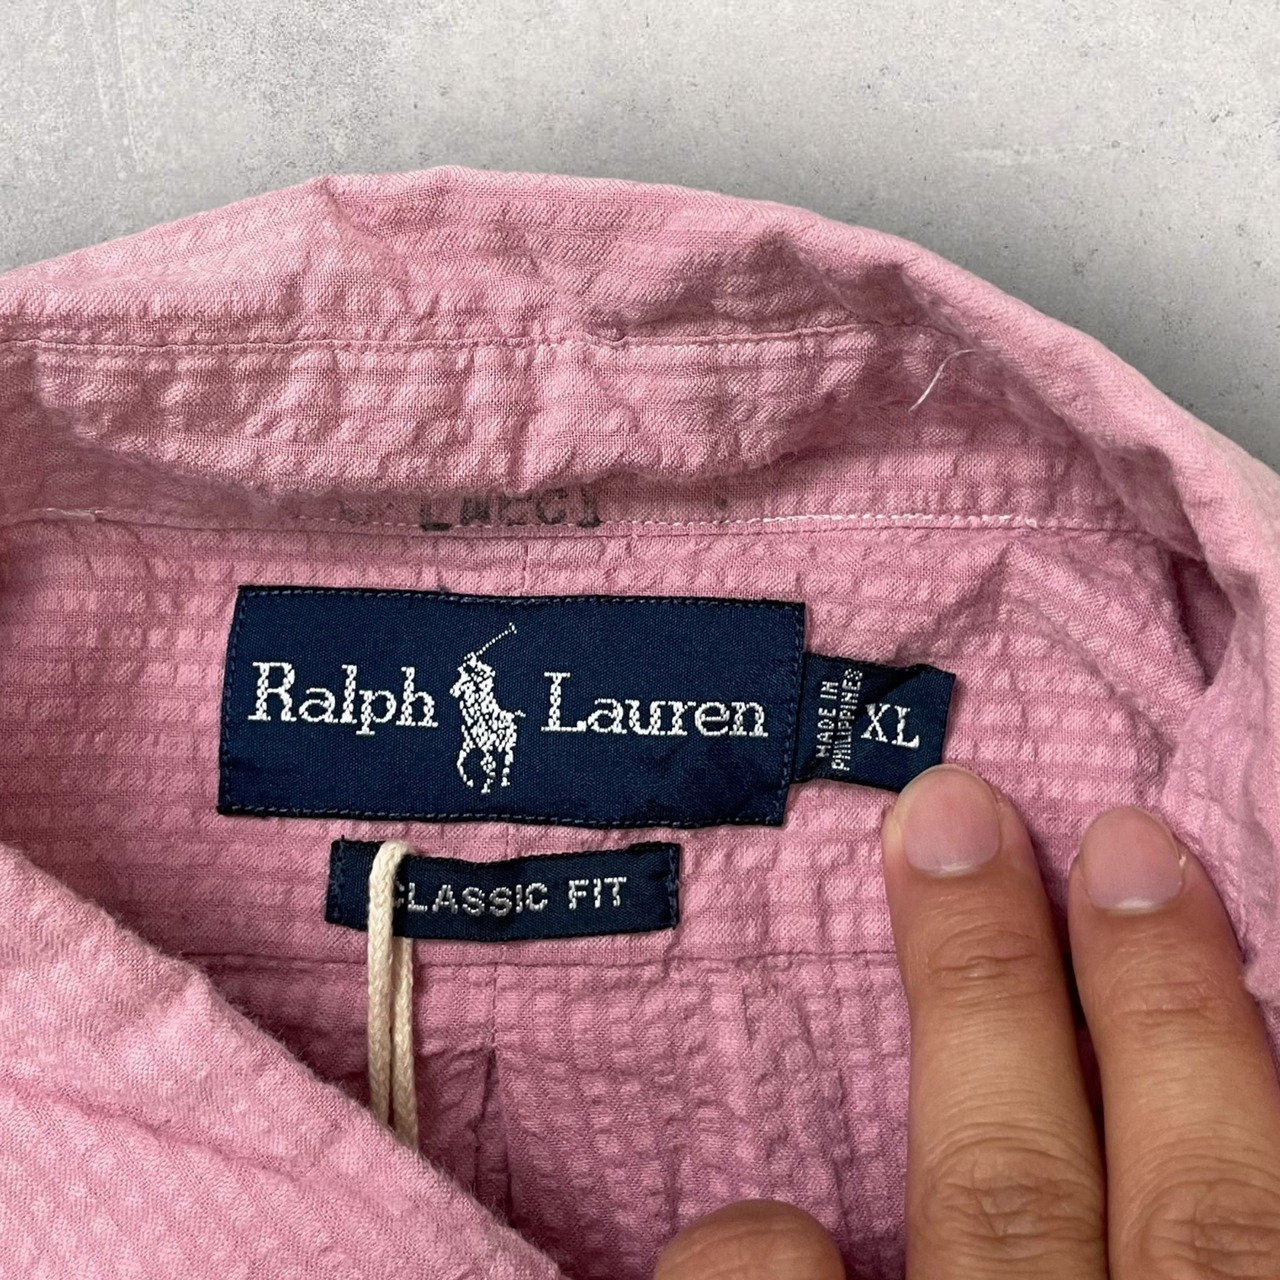 Ralph Lauren
MADE IN
PHILIPPINES
XL
CLASSIC FIT